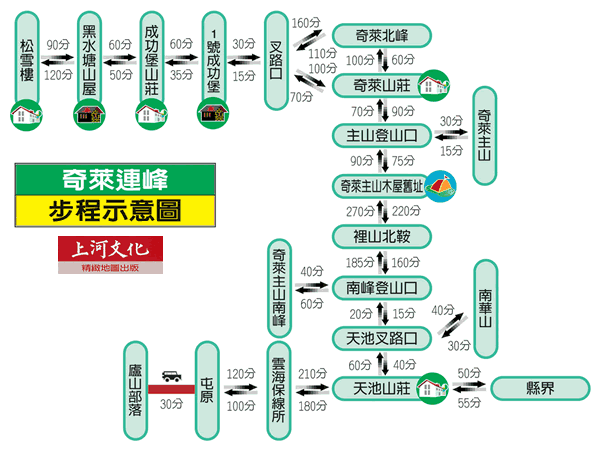 松雪樓
90分
120分
黑水塘山屋
60分
50分
成功堡山莊
60分
35分
1號成功堡
30分
15分
叉路口
160分
110分
100分
70分
奇萊北峰
100分
60分
奇萊山莊
70分
90分
主山登山口
30分
15分
奇萊主山
90分
75分
奇萊主山木屋舊址
270分
220分
裡山北鞍
185分
160分
奇萊主山南峰
40分
60分
南峰登山口
20分
15分
天池叉路口
40分
30分
南華山
60分
40分
廬山部落
30分
屯原
120分
100分
雲海保線所
210分
180分
天池山莊
50分
55分
縣界
奇萊連峰
步程示意圖
上河文化
精緻地圖出版